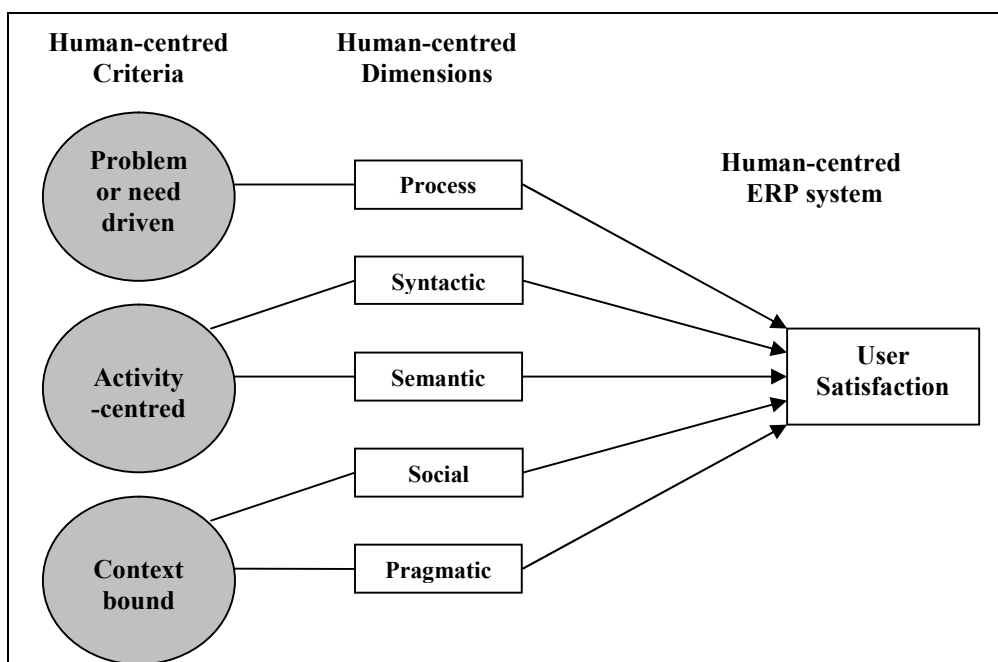 Human-centred
Criteria
Human-centred
Dimensions
Human-centred
ERP system
Problem
or need
driven
Process
Syntactic
Activity
-centred
Semantic
User
Satisfaction
Social
Context
bound
Pragmatic